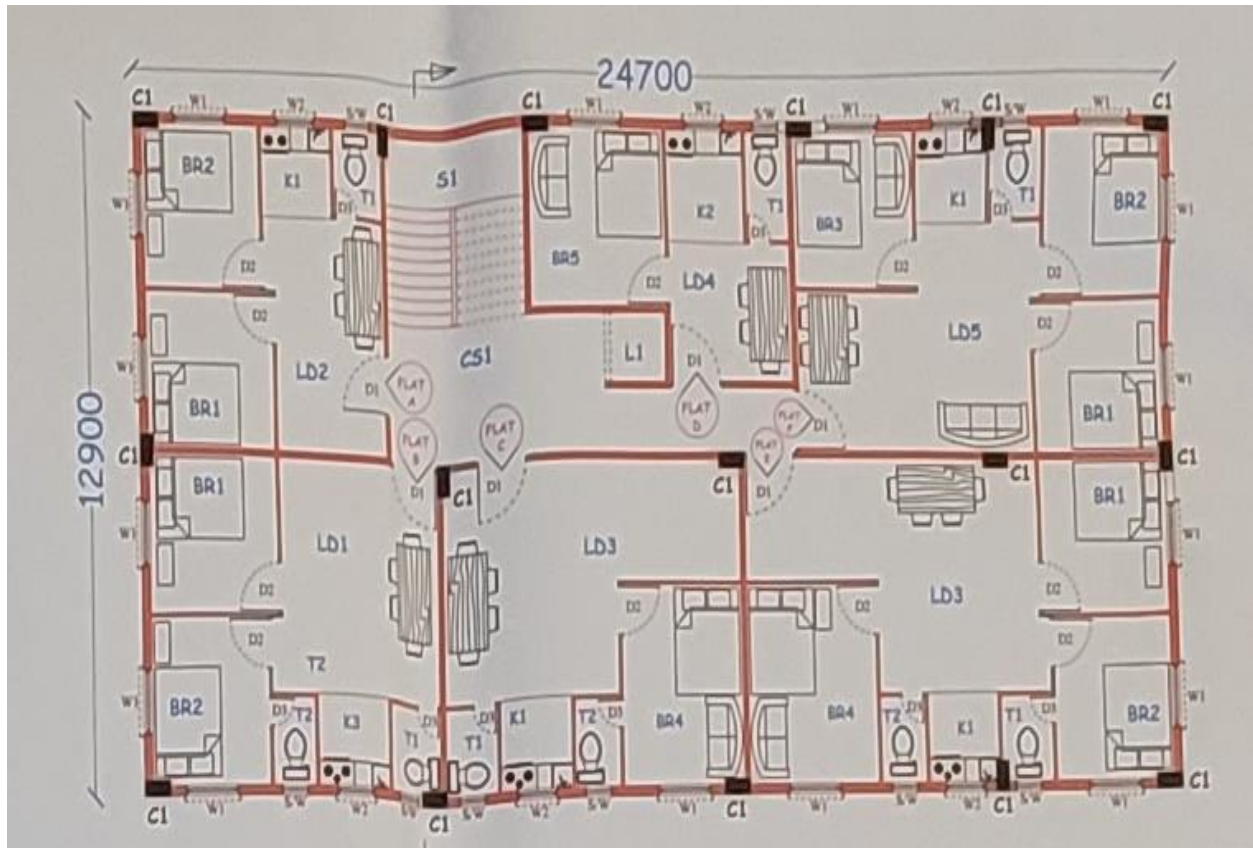 24700
C1 W1 W2 S/W C1 C1 W1 W2 S/W C1 W1 W2 C1 S/W W1 C1
BR2 K1 T1 D3 S1 BR5 K2 T1 D3 BR3 K1 T1 D3 BR2
W1 W1
D2 D2 LD4 D2 D2
D2 LD2 CS1 L1 LD5 D2
12900
W1 BR1 D1 FLAT A D1 FLAT D FLAT F D1 BR1 W1
C1 FLAT B FLAT C FLAT E C1
C1 C1 C1
W1 BR1 D1 D1 D1 BR1 W1
LD1 LD3
D2 D2 D2 LD3 D2
D2 T2 D2
W1 BR2 T2 D3 K3 T1 D3 T1 D3 K1 T2 D3 BR4 BR4 T2 D3 K1 T1 D3 BR2 W1
C1 W1 S/W W2 S/W C1 S/W W2 S/W W1 C1 W1 S/W W2 C1 S/W W1 C1